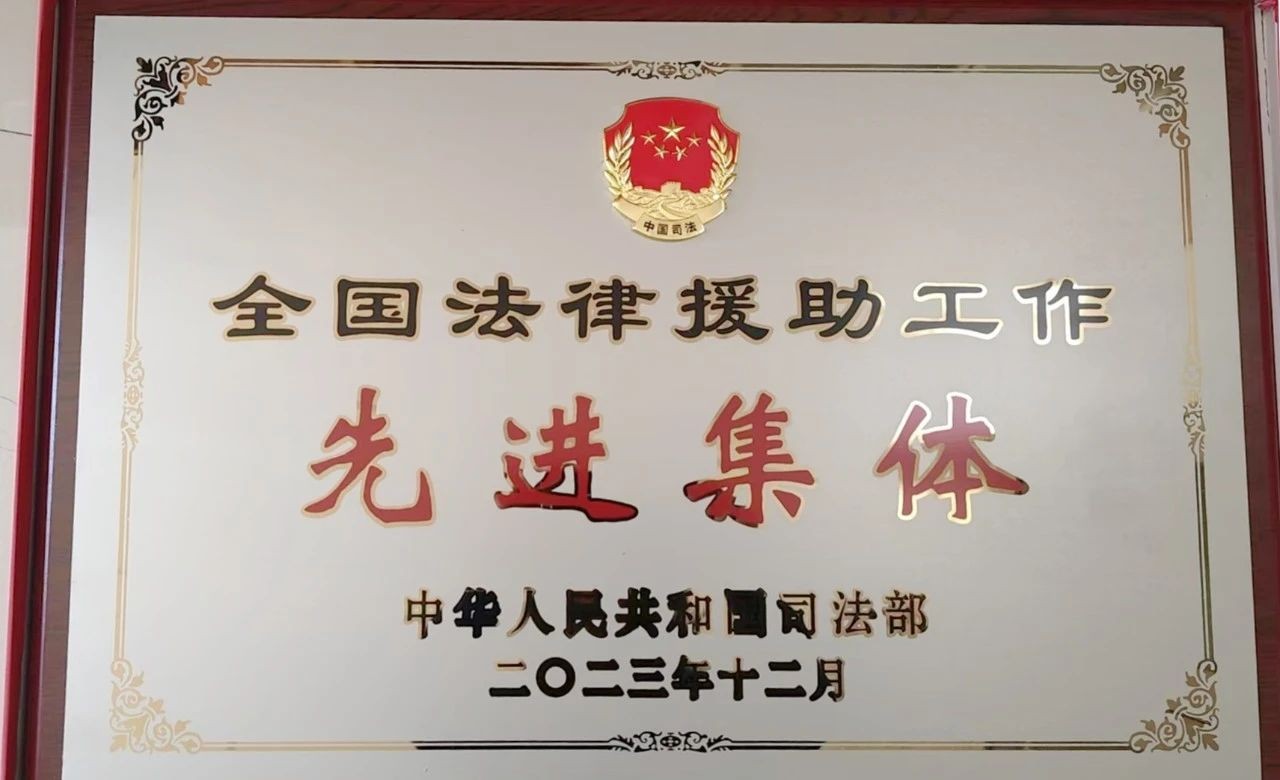 中国司法
全国法律援助工作
先进集体
中华人民共和国司法部
二〇二三年十二月